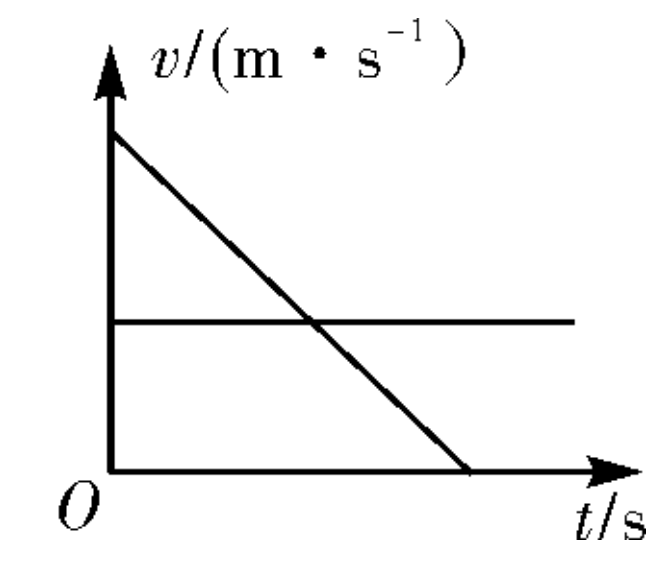 v/(m · s⁻¹)
O
t/s